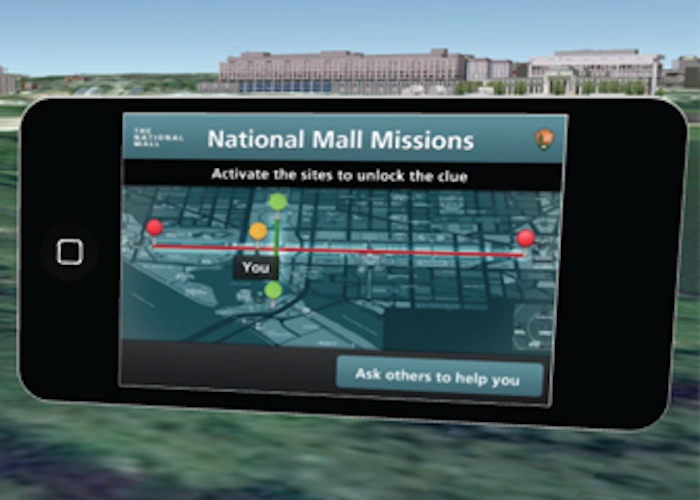 THE
NATIONAL
MALL
National Mall Missions
Activate the sites to unlock the clue
You
Ask others to help you